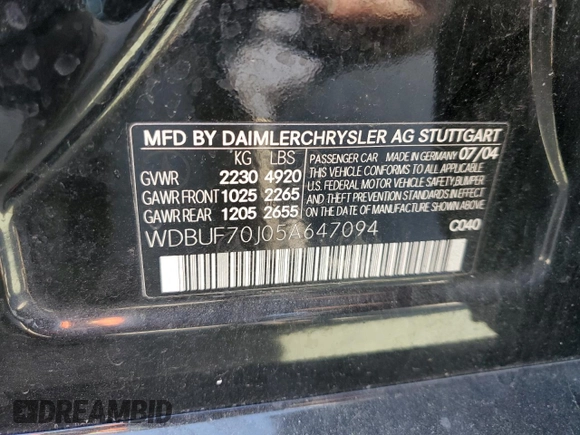 MFD BY DAIMLERCHRYSLER AG STUTTGART
KG LBS
GVWR 2230 4920
GAWR FRONT 1025 2265
GAWR REAR 1205 2655
PASSENGER CAR MADE IN GERMANY 07/04
THIS VEHICLE CONFORMS TO ALL APPLICABLE
U.S. FEDERAL MOTOR VEHICLE SAFETY, BUMPER
AND THEFT PREVENTION STANDARDS IN EFFECT
ON THE DATE OF MANUFACTURE SHOWN ABOVE.
WDBUF70J05A647094
C040
DREAMBID